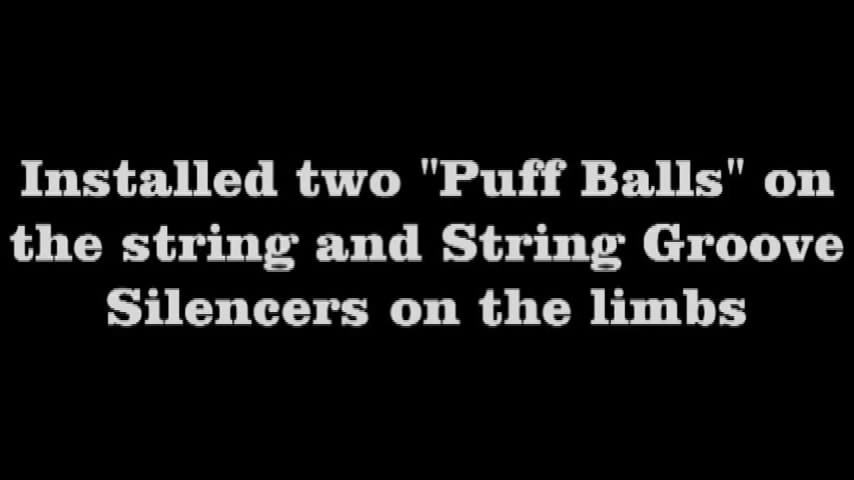 Installed two "Puff Balls" on
the string and String Groove
Silencers on the limbs